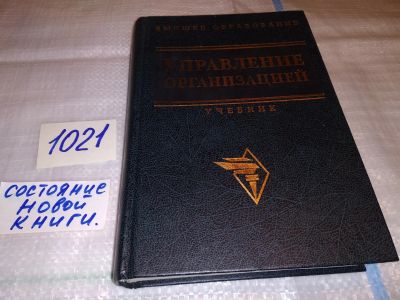 ВЫСШЕЕ ОБРАЗОВАНИЕ
УПРАВЛЕНИЕ
ОРГАНИЗАЦИЕЙ
УЧЕБНИК
1021
СОСТОЯНИЕ
НОВОЙ
КНИГИ.